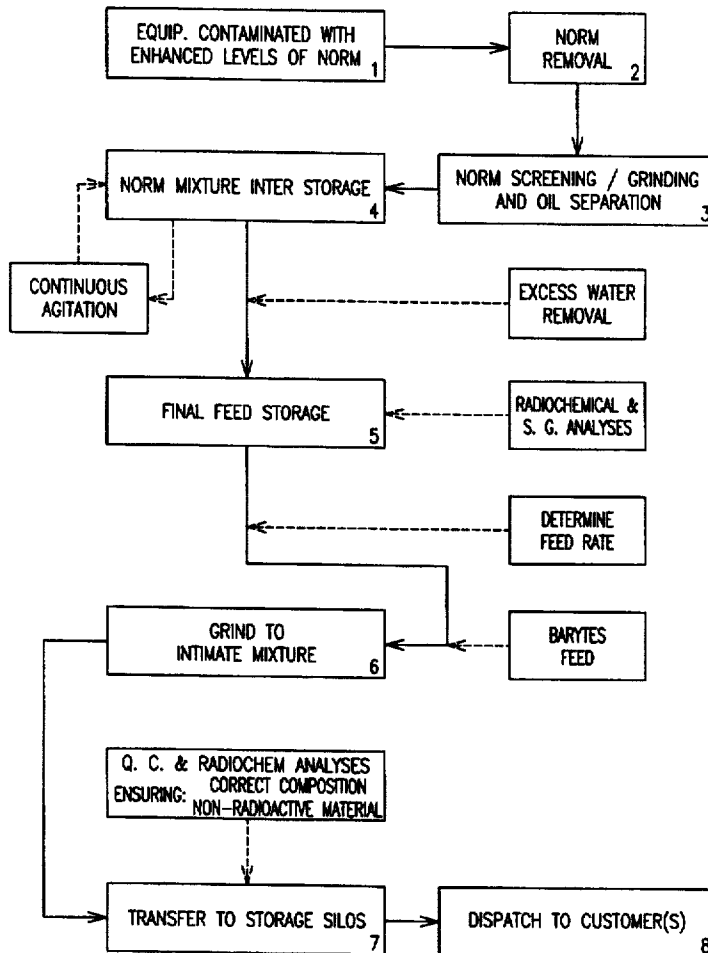 EQUIP. CONTAMINATED WITH
ENHANCED LEVELS OF NORM
1
NORM
REMOVAL
2
NORM SCREENING / GRINDING
AND OIL SEPARATION
3
NORM MIXTURE INTER STORAGE
4
CONTINUOUS
AGITATION
EXCESS WATER
REMOVAL
FINAL FEED STORAGE
5
RADIOCHEMICAL &
S. G. ANALYSES
DETERMINE
FEED RATE
GRIND TO
INTIMATE MIXTURE
6
BARYTES
FEED
Q. C. & RADIOCHEM ANALYSES
ENSURING: CORRECT COMPOSITION
NON-RADIOACTIVE MATERIAL
TRANSFER TO STORAGE SILOS
7
DISPATCH TO CUSTOMER(S)
8